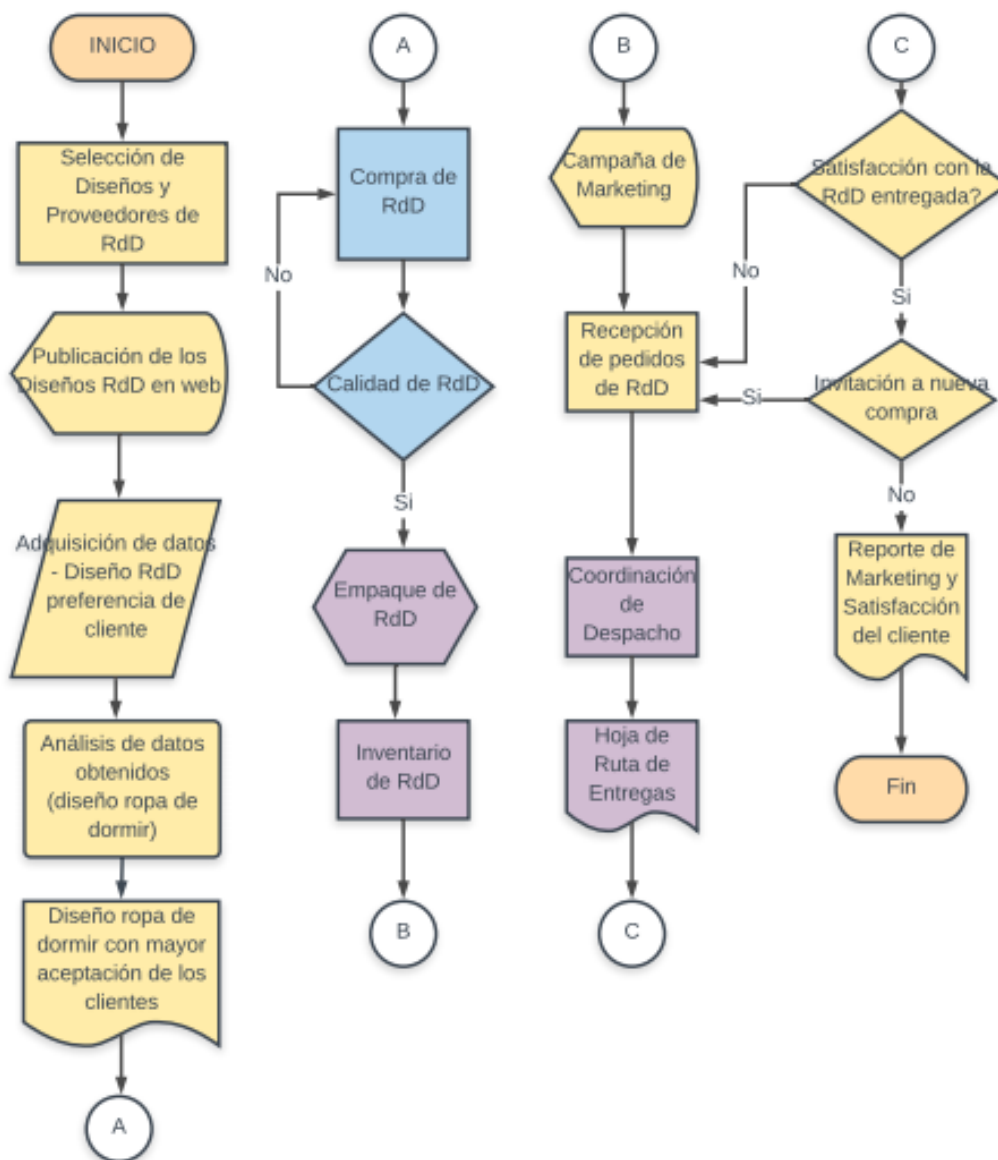 INICIO
Selección de
Diseños y
Proveedores de
RdD
Publicación de los
Diseños RdD en web
Adquisición de datos
- Diseño RdD
preferencia de
cliente
Análisis de datos
obtenidos
(diseño ropa de
dormir)
Diseño ropa de
dormir con mayor
aceptación de los
clientes
A
A
Compra de
RdD
No
Calidad de RdD
Si
Empaque de
RdD
Inventario
de RdD
B
B
Campaña de
Marketing
Recepción
de pedidos
de RdD
Coordinación
de
Despacho
Hoja de
Ruta de
Entregas
C
C
Satisfacción con la
RdD entregada?
No
Si
Invitación a nueva
compra
Si
No
Reporte de
Marketing y
Satisfacción
del cliente
Fin